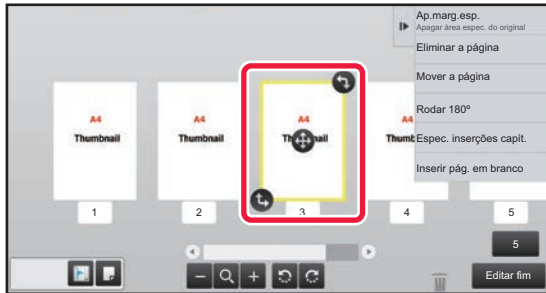 Ap.marg.esp.
Apagar área espec. do original
Eliminar a página
Mover a página
Rodar 180º
Espec. inserções capít.
Inserir pág. em branco
A4
Thumbnail
A4
Thumbnail
A4
Th nail
A4
Thumb
1
2
3
4
5
5
Editar fim